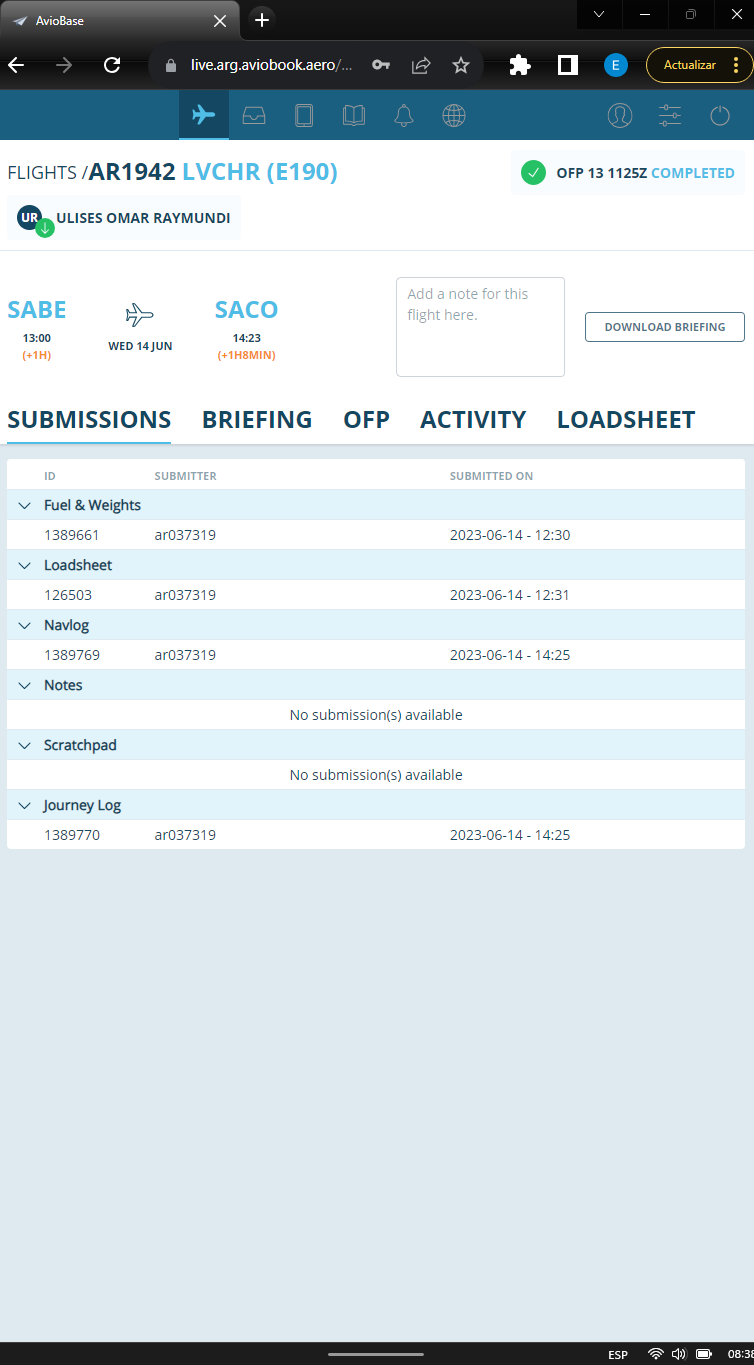 AvioBase
live.arg.aviobook.aero/...
E
Actualizar
FLIGHTS /AR1942 LVCHR (E190)
OFP 13 1125Z COMPLETED
UR
ULISES OMAR RAYMUNDI
SABE
SACO
13:00
14:23
(+1H)
WED 14 JUN
(+1H8MIN)
Add a note for this
flight here.
DOWNLOAD BRIEFING
SUBMISSIONS BRIEFING OFP ACTIVITY LOADSHEET
ID SUBMITTER SUBMITTED ON
Fuel & Weights
1389661 ar037319 2023-06-14 - 12:30
Loadsheet
126503 ar037319 2023-06-14 - 12:31
Navlog
1389769 ar037319 2023-06-14 - 14:25
Notes
No submission(s) available
Scratchpad
No submission(s) available
Journey Log
1389770 ar037319 2023-06-14 - 14:25
ESP